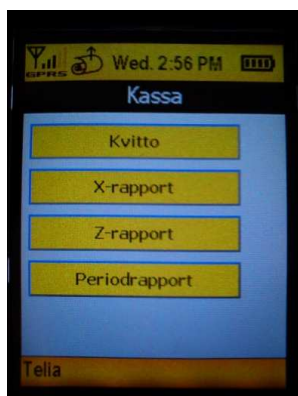 GPRS
Wed. 2:56 PM
Kassa
Kvitto
X-rapport
Z-rapport
Periodrapport
Telia